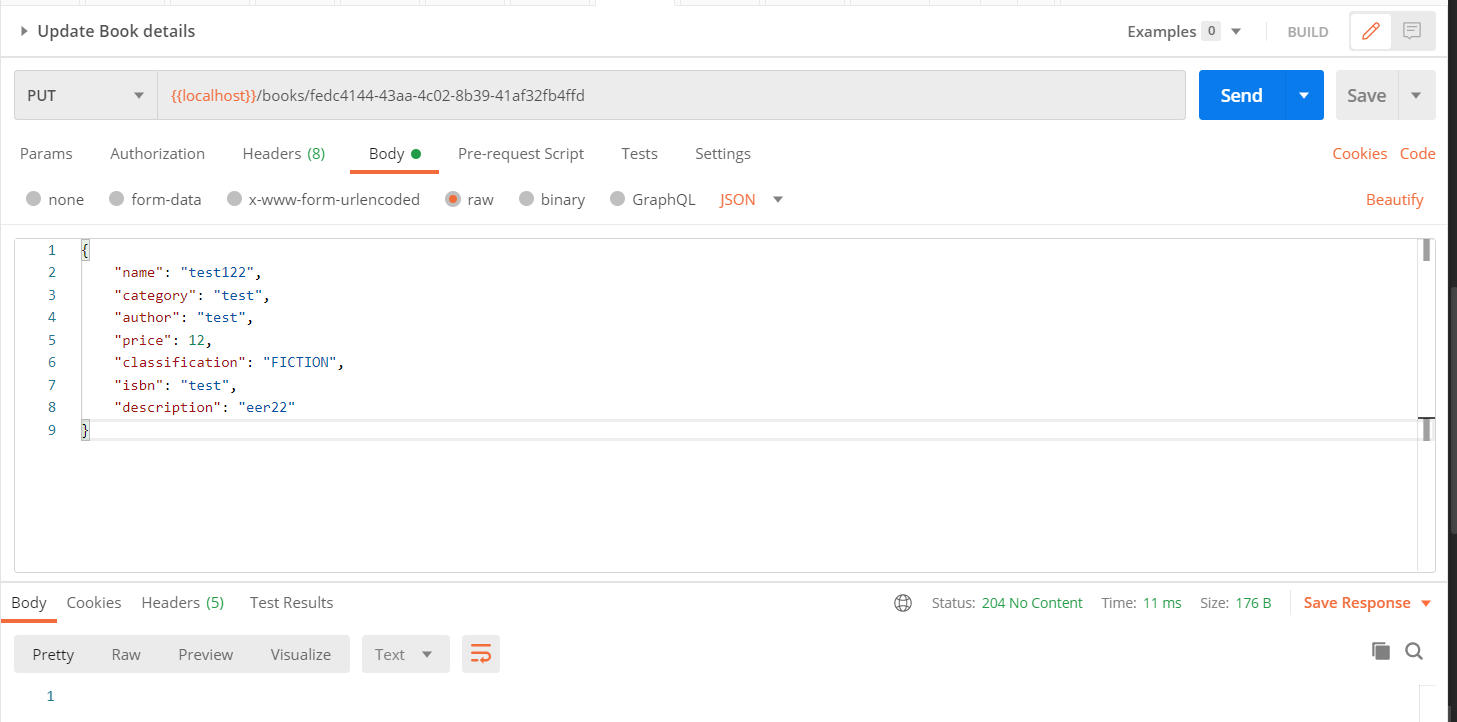 Update Book details Examples 0 BUILD
PUT {{localhost}}/books/fedc4144-43aa-4c02-8b39-41af32fb4ffd Send Save
Params Authorization Headers (8) Body Pre-request Script Tests Settings Cookies Code
none form-data x-www-form-urlencoded raw binary GraphQL JSON Beautify
1 {
2 "name": "test122",
3 "category": "test",
4 "author": "test",
5 "price": 12,
6 "classification": "FICTION",
7 "isbn": "test",
8 "description": "eer22"
9 }
Body Cookies Headers (5) Test Results Status: 204 No Content Time: 11 ms Size: 176 B Save Response
Pretty Raw Preview Visualize Text
1